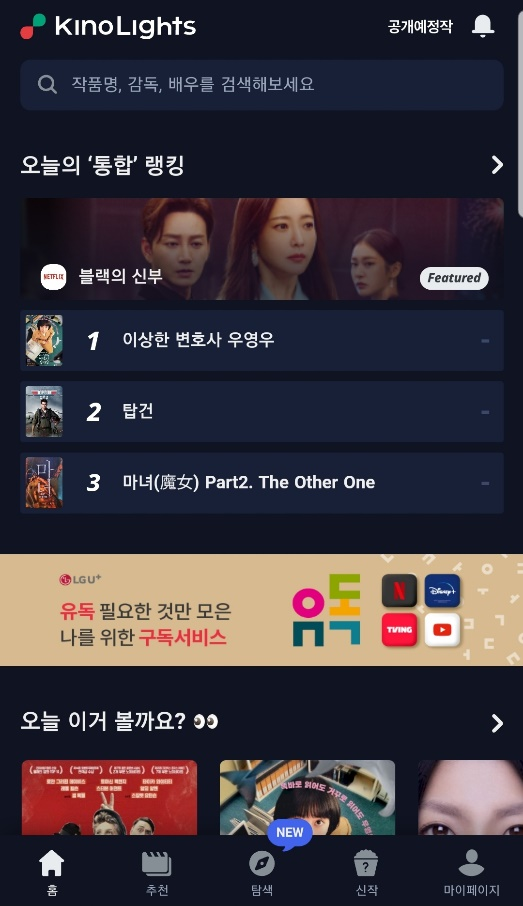 KinoLights
공개예정작
작품명, 감독, 배우를 검색해보세요
오늘의 ‘통합’ 랭킹
NETFLIX
블랙의 신부
Featured
1 이상한 변호사 우영우 -
2 탑건 -
3 마녀(魔女) Part2. The Other One -
LG U+
유독 필요한 것만 모은
나를 위한 구독서비스
유독
N
Disney+
TVING
오늘 이거 볼까요? 👀
NEW
홈
추천
탐색
신작
마이페이지